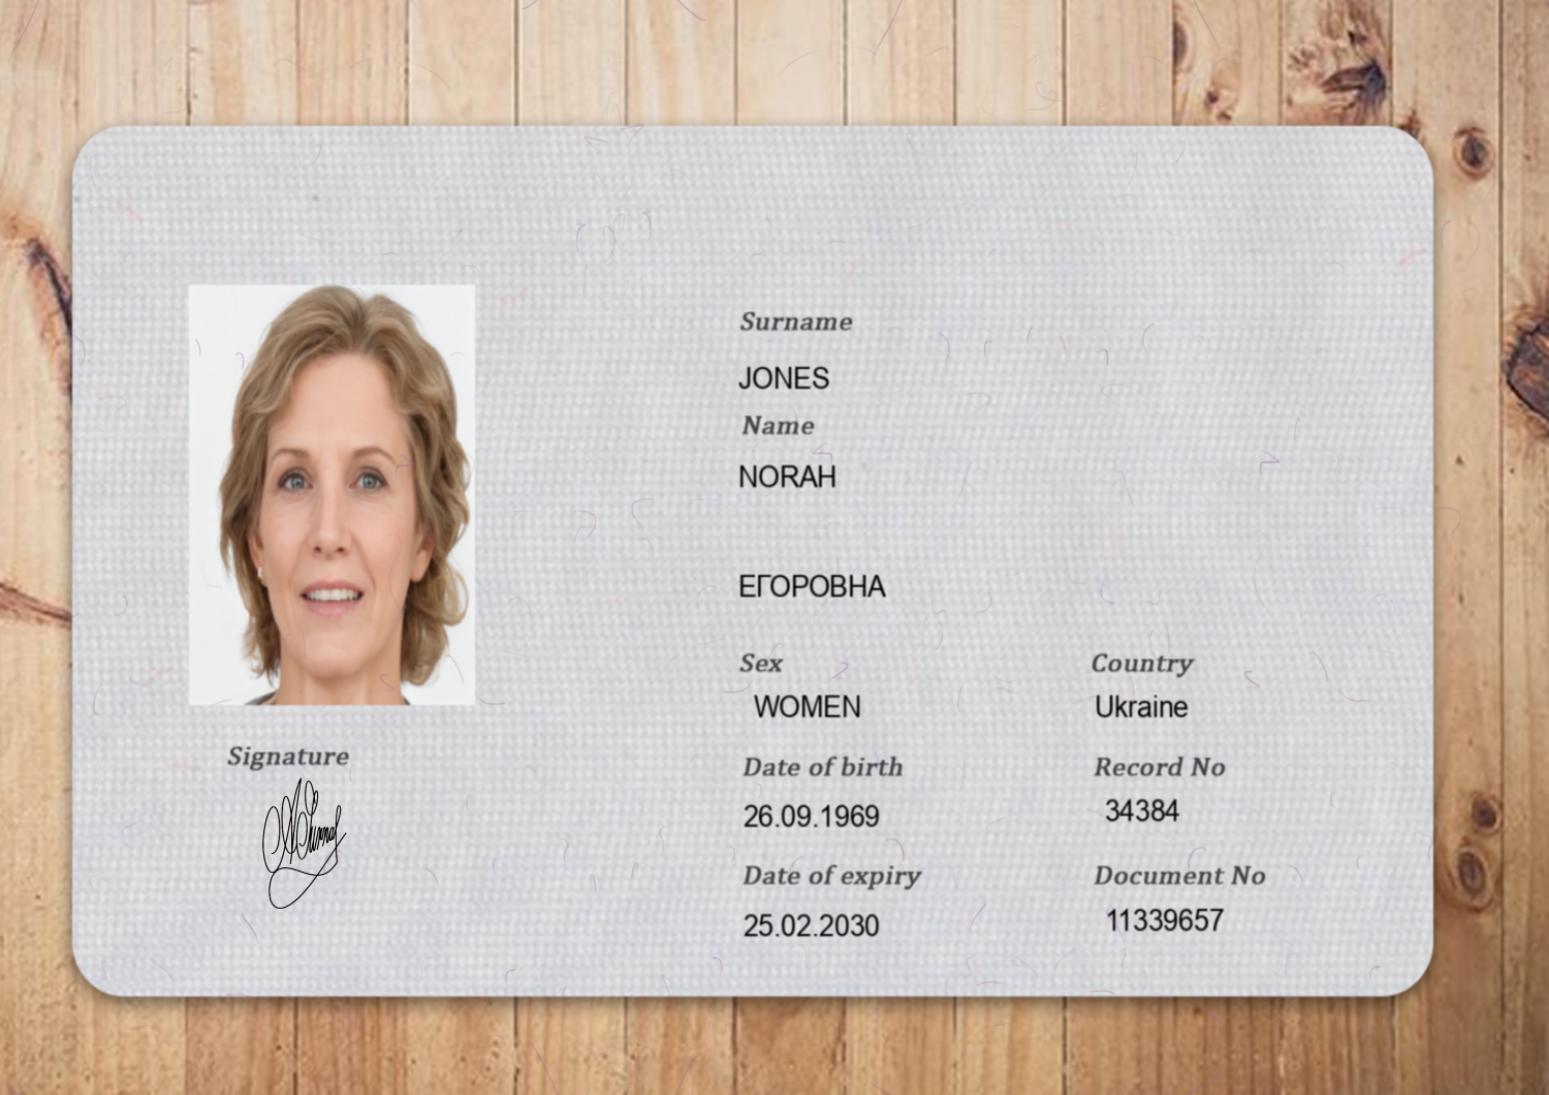 Surname
JONES
Name
NORAH
ЕГОРОВНА
Sex
Country
WOMEN
Ukraine
Date of birth
Record No
26.09.1969
34384
Date of expiry
Document No
25.02.2030
11339657
Signature